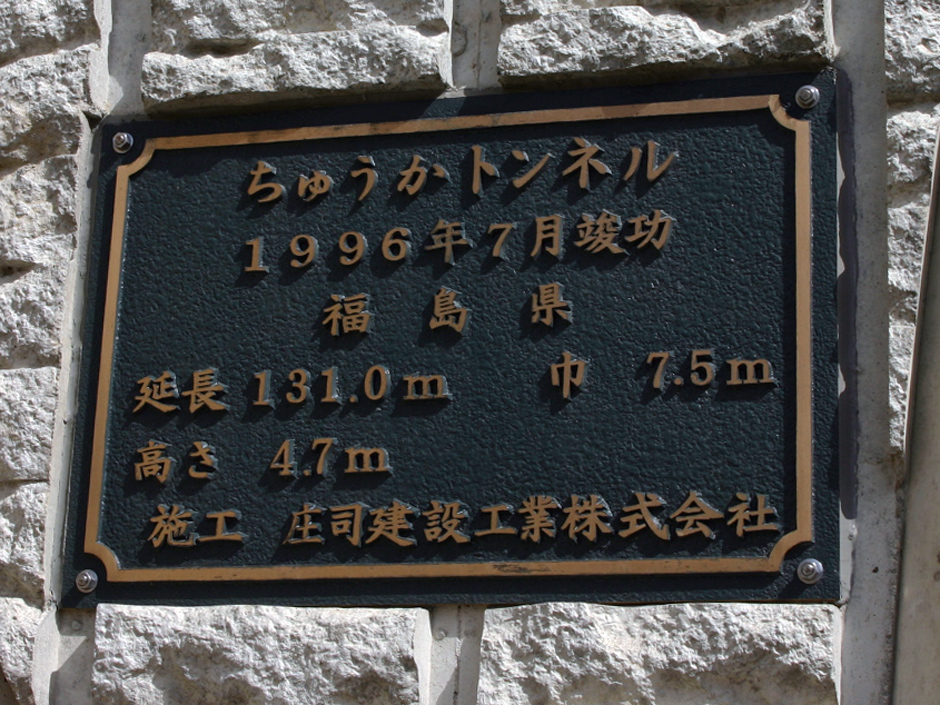 ちゅうかトンネル
1996年7月竣功
福島県
延長 131.0m 巾 7.5m
高さ 4.7m
施工 庄司建設工業株式会社